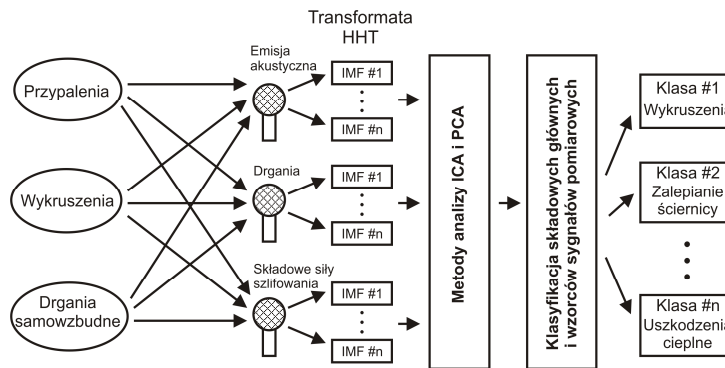 Transformata
HHT
Przypalenia
Wykruszenia
Drgania
samowzbudne
Emisja
akustyczna
IMF #1
IMF #n
Drgania
IMF #1
IMF #n
Składowe siły
szlifowania
IMF #1
IMF #n
Metody analizy ICA i PCA
Klasyfikacja składowych głównych
i wzorców sygnałów pomiarowych
Klasa #1
Wykruszenia
Klasa #2
Zalepianie
ściernicy
Klasa #n
Uszkodzenia
cieplne